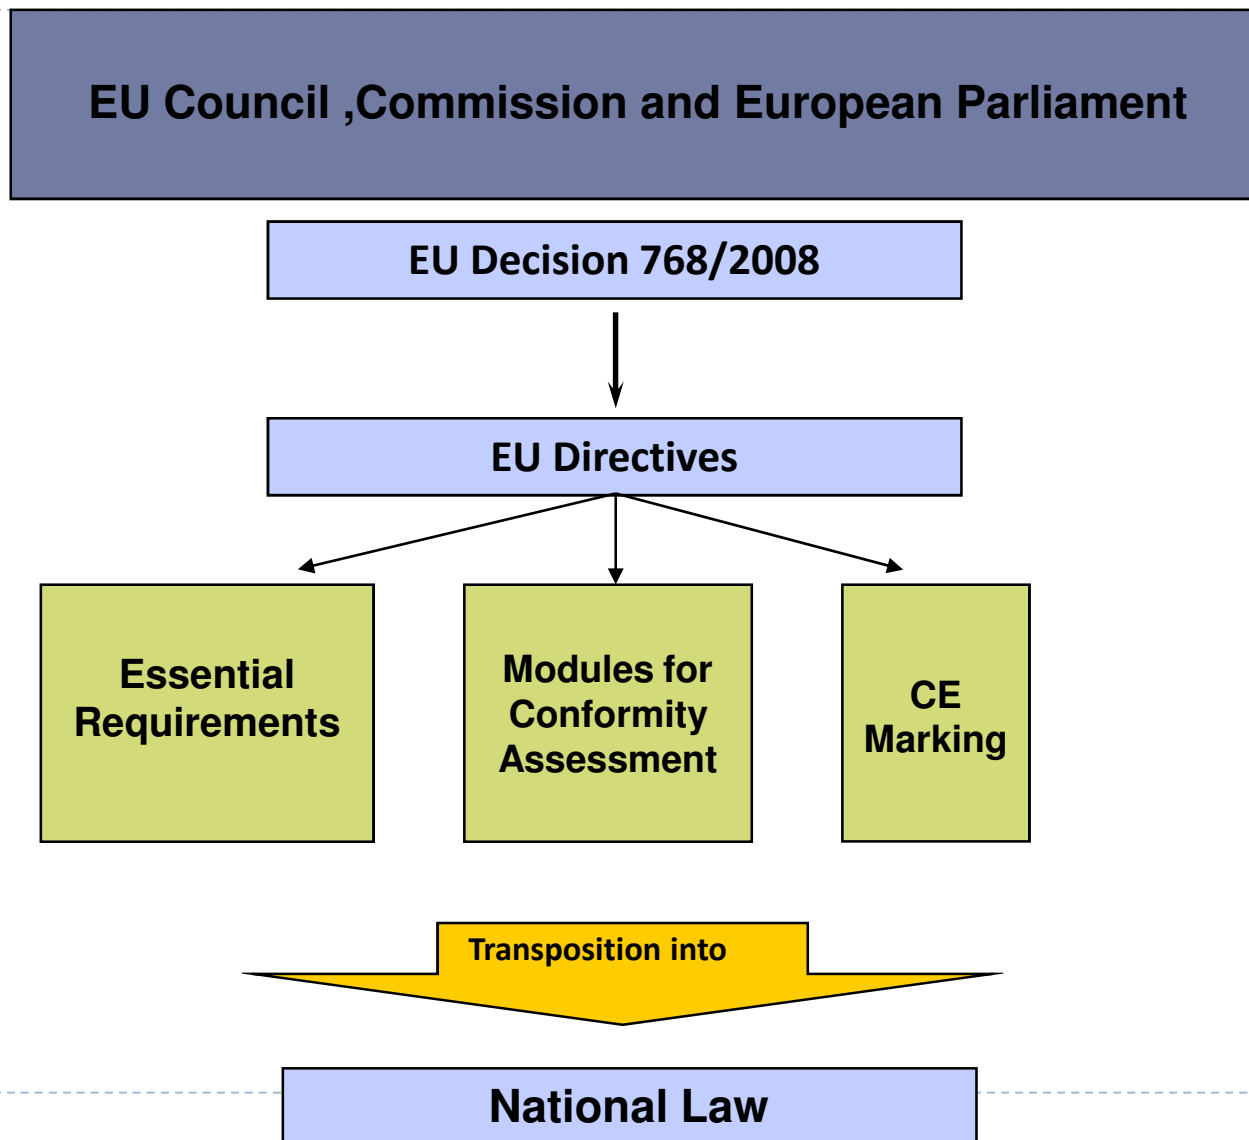 EU Council ,Commission and European Parliament
EU Decision 768/2008
EU Directives
Essential
Requirements
Modules for
Conformity
Assessment
CE
Marking
Transposition into
National Law